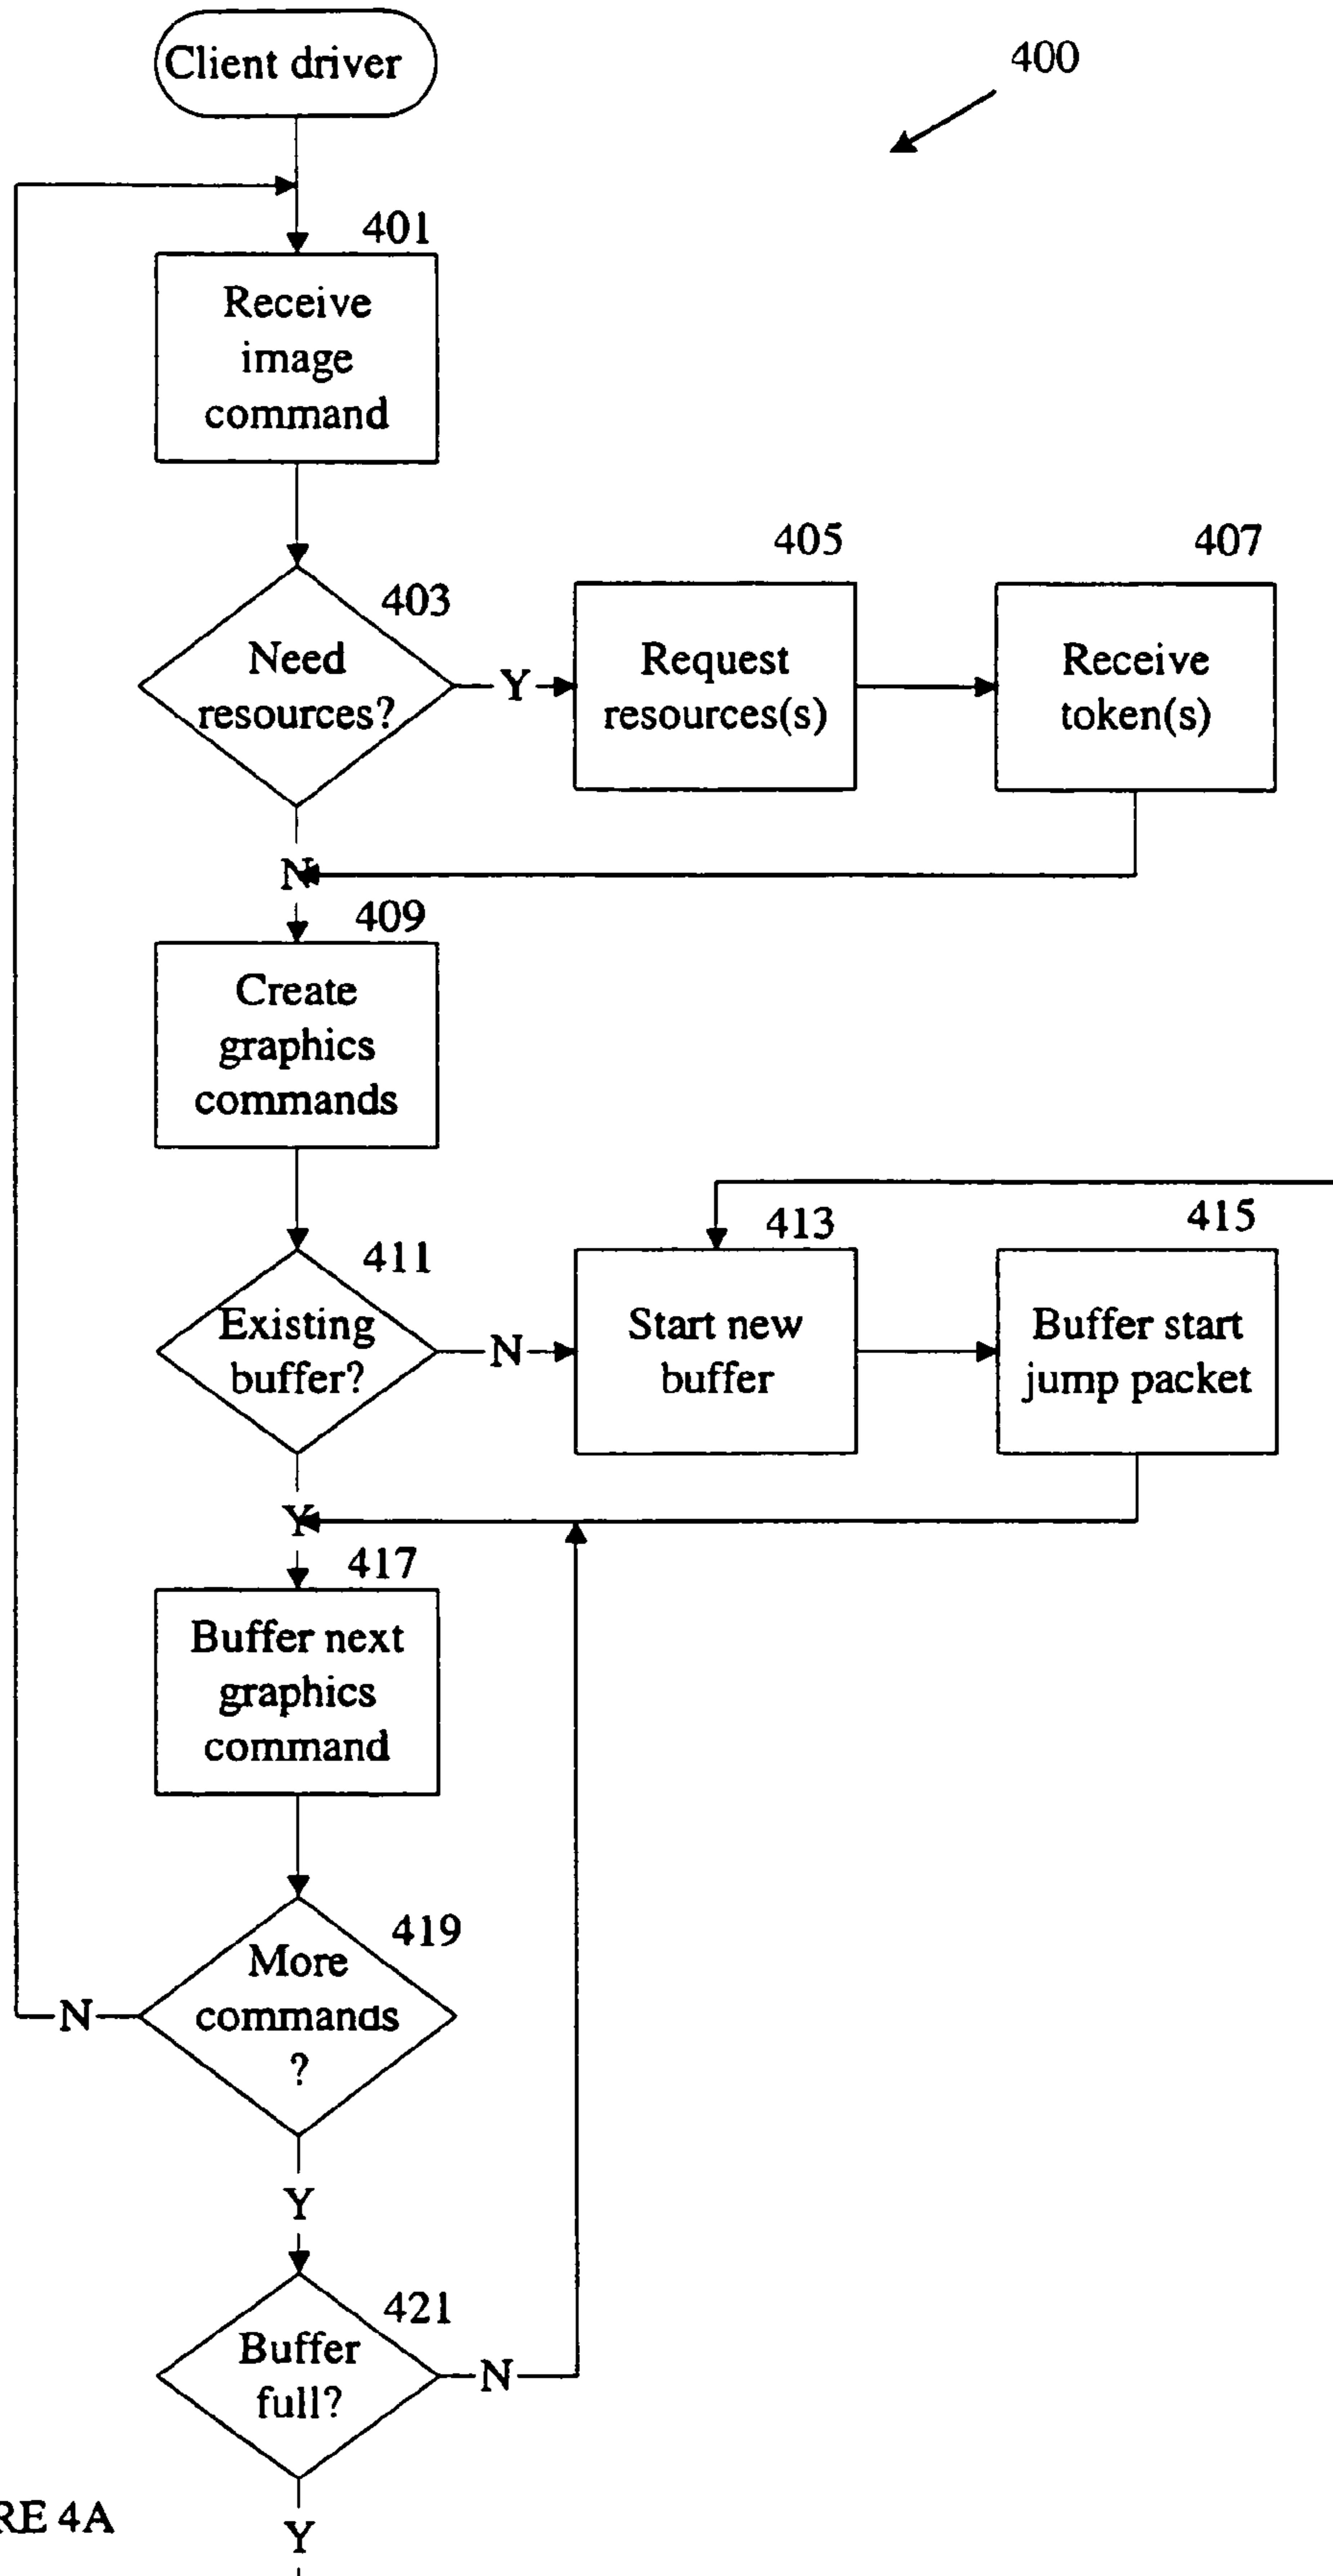 Client driver
400
401
Receive
image
command
403
Need
resources?
Y
405
Request
resources(s)
407
Receive
token(s)
N
409
Create
graphics
commands
411
Existing
buffer?
N
413
Start new
buffer
415
Buffer start
jump packet
Y
417
Buffer next
graphics
command
419
More
commands
?
N
Y
421
Buffer
full?
N
Y
RE 4A